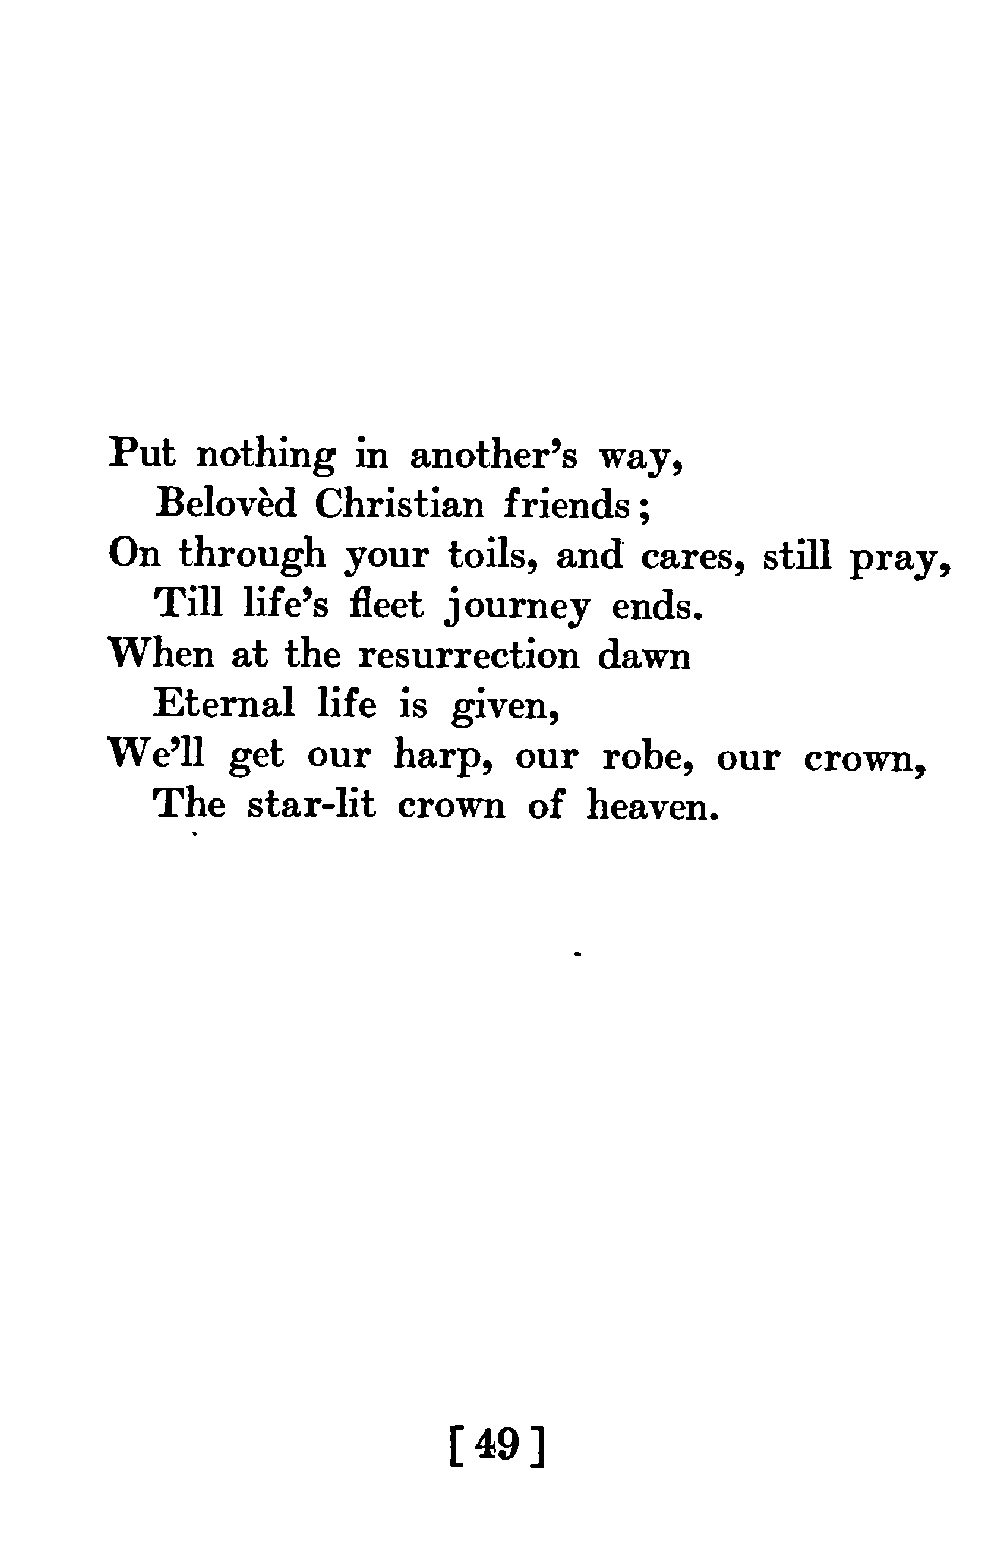 Put nothing in another's way,
Belovèd Christian friends;
On through your toils, and cares, still pray,
Till life's fleet journey ends.
When at the resurrection dawn
Eternal life is given,
We'll get our harp, our robe, our crown,
The star-lit crown of heaven.
[ 49 ]